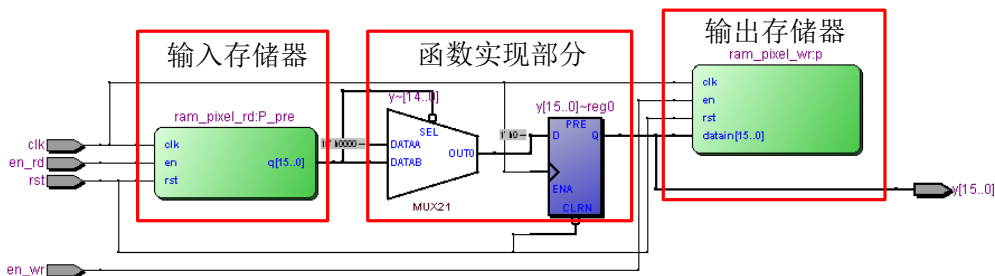 输入存储器
函数实现部分
输出存储器
ram_pixel_wr:p
ram_pixel_rd:P_pre
y~[14..0]
y[15..0]~reg0
clk
en
rst
datain[15..0]
clk
en_rd
rst
en_wr
clk
en
rst
q[15..0]
SEL
DATAA
DATAB
OUT0
MUX21
PRE
D
Q
ENA
CLRN
y[15..0]